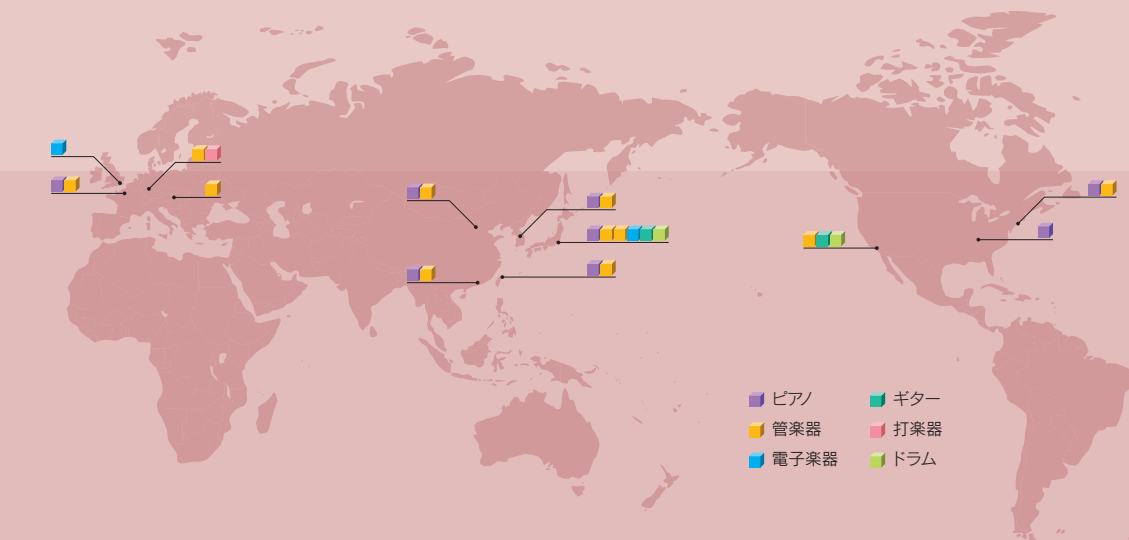 ピアノ
管楽器
電子楽器
ギター
打楽器
ドラム